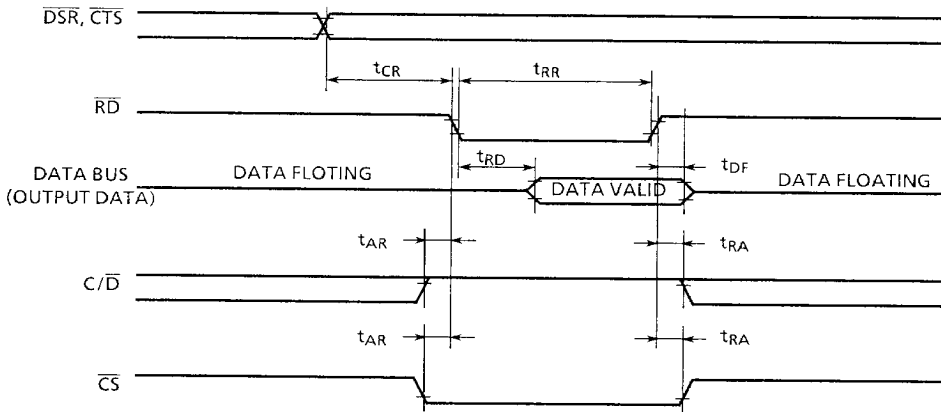 DSR, CTS
tCR
tRR
RD
tRD
tDF
DATA BUS
(OUTPUT DATA)
DATA FLOTING
DATA VALID
DATA FLOATING
tAR
tRA
C/D
tAR
tRA
CS